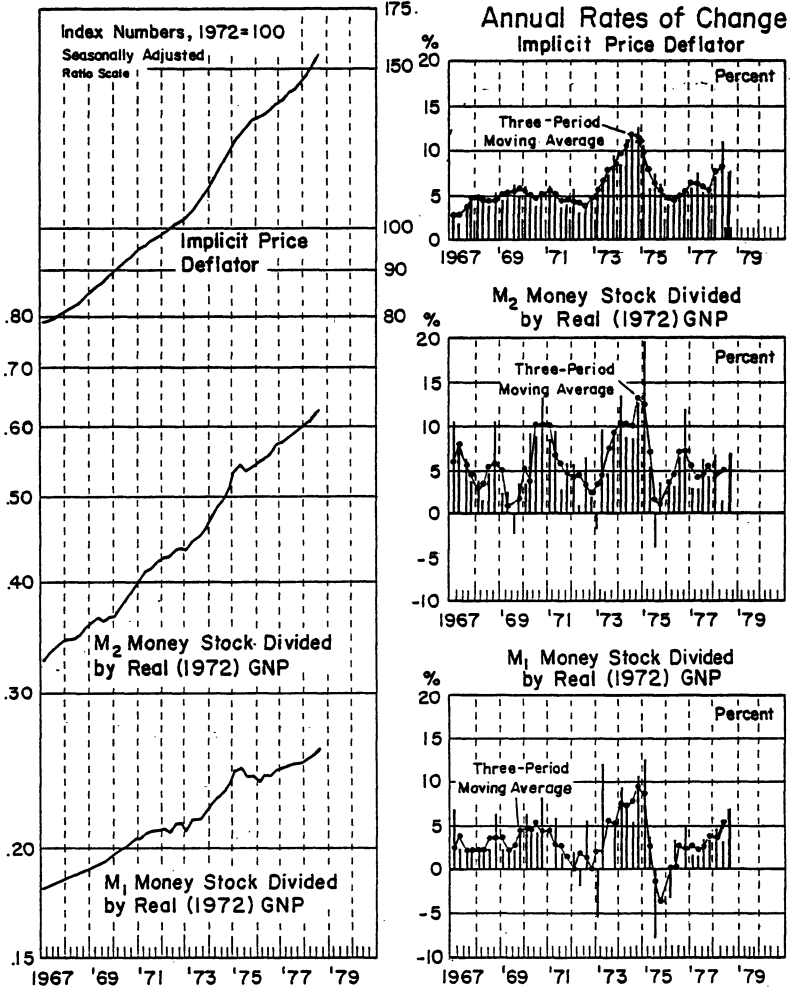 Index Numbers, 1972=100
Seasonally Adjusted
Ratio Scale
175.
150
100
90
80
Implicit Price
Deflator
.80
.70
.60
.50
.40
M₂ Money Stock Divided
by Real (1972) GNP
.30
.20
M₁ Money Stock Divided
by Real (1972) GNP
.15
1967 '69 '71 '73 '75 '77 '79
Annual Rates of Change
Implicit Price Deflator
%
20
Percent
15
Three-Period
Moving Average
10
5
0
1967 '69 '71 '73 '75 '77 '79
M₂ Money Stock Divided
by Real (1972) GNP
%
20
Percent
15
Three-Period
Moving Average
10
5
0
-5
-10
1967 '69 '71 '73 '75 '77 '79
M₁ Money Stock Divided
by Real (1972) GNP
%
20
Percent
15
Three-Period
Moving Average
10
5
0
-5
-10
1967 '69 '71 '73 '75 '77 '79